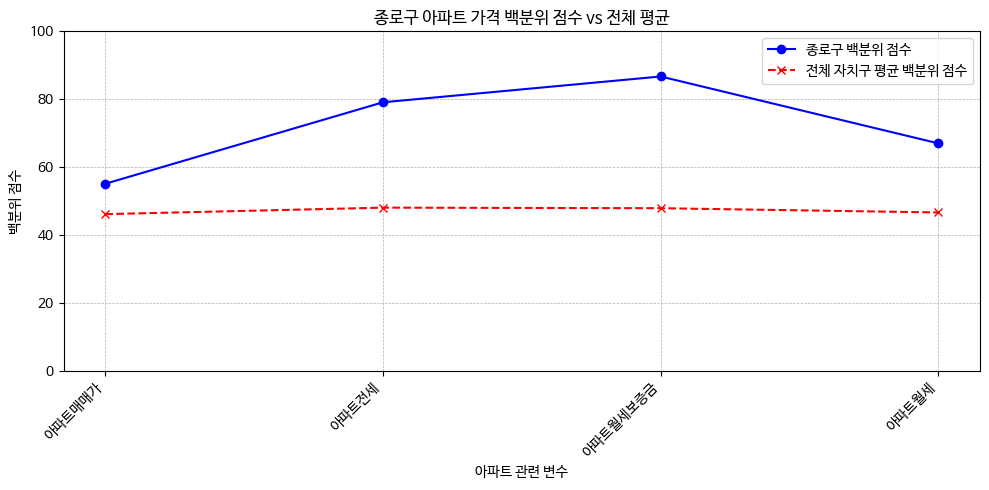 종로구 아파트 가격 백분위 점수 vs 전체 평균
종로구 백분위 점수
전체 자치구 평균 백분위 점수
백분위 점수
100
80
60
40
20
0
아파트매매가
아파트전세
아파트월세보증금
아파트월세
아파트 관련 변수